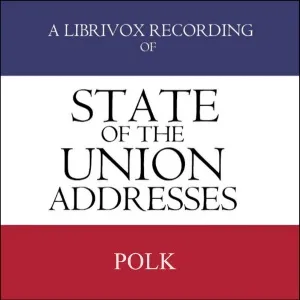 A LIBRIVOX RECORDING
OF
STATE
OF THE
UNION
ADDRESSES
POLK